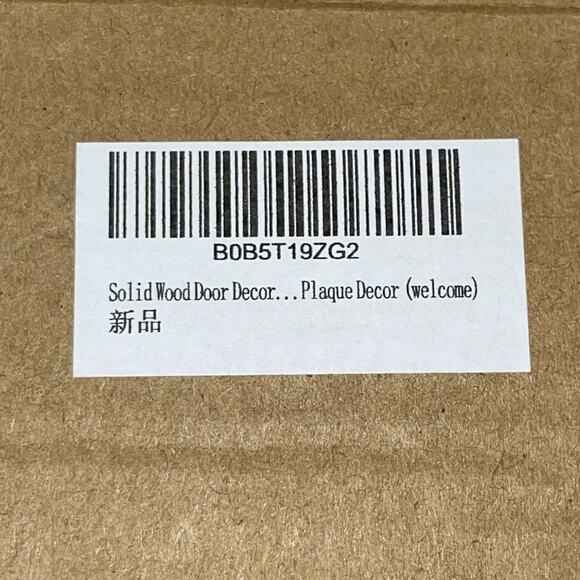 B0B5T19ZG2
Solid Wood Door Decor...Plaque Decor (welcome)
新品